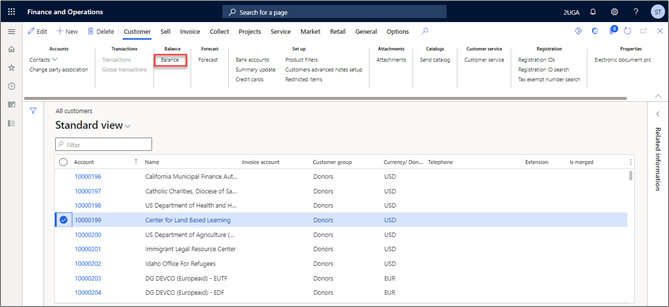 Finance and Operations
Search for a page
2UGA
ST
Edit
New
Delete
Customer
Sell
Invoice
Collect
Projects
Service
Market
Retail
General
Options
Accounts
Contacts
Change party association
Transactions
Transactions
Global transactions
Balance
Balance
Forecast
Forecast
Set up
Bank accounts
Summary update
Credit cards
Product filters
Customers advanced notes setup
Restricted items
Attachments
Attachments
Catalogs
Send catalog
Customer service
Customer service
Registration
Registration IDs
Registration ID search
Tax exempt number search
Properties
Electronic document prc
All customers
Standard view
Filter
Account Name Invoice account Customer group Currency/ Don... Telephone Extension Is merged
10000196 California Municipal Finance Aut... Donors USD
10000197 Catholic Charities, Diocese of Sa... Donors USD
10000198 US Department of Health and H... Donors USD
10000199 Center for Land Based Learning Donors USD
10000200 US Department of Agriculture (... Donors USD
10000201 Immigrant Legal Resource Center Donors USD
10000202 Idaho Office For Refugees Donors USD
10000203 DG DEVCO (Europeaid) - EUTF Donors EUR
10000204 DG DEVCO (Europeaid) - EDF Donors EUR
Related information